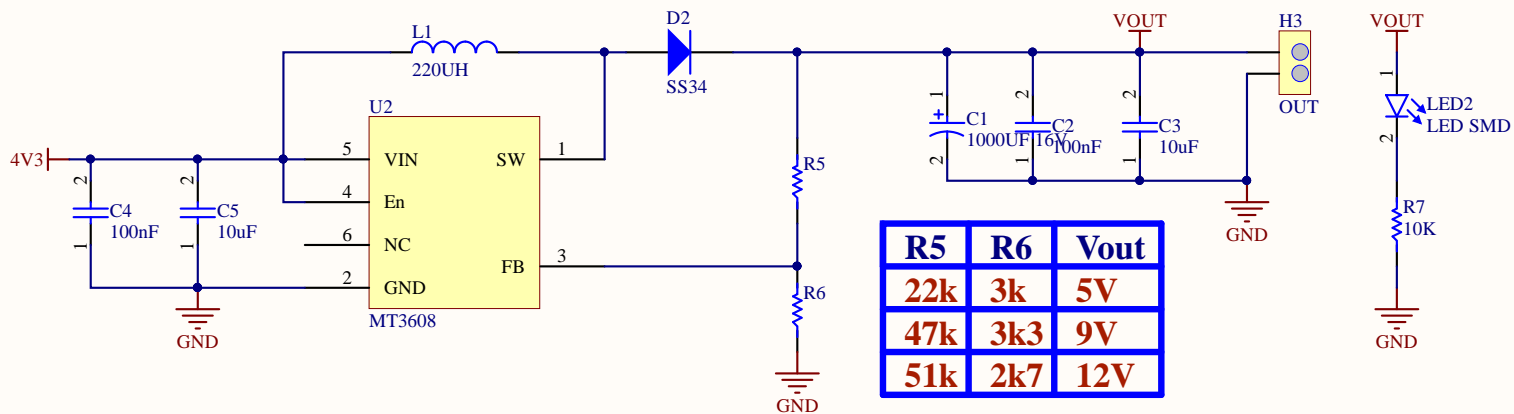 D2
SS34
L1
220UH
VOUT
H3
OUT
VOUT
1
2
LED2
LED SMD
R7
10K
GND
U2
5 VIN
4 En
6 NC
2 GND
SW 1
FB 3
MT3608
4V3
2
1
C4
100nF
2
1
C5
10uF
GND
R5
R6
GND
1
2
C1
1000UF 16V
2
1
C2
100nF
2
1
C3
10uF
GND
R5 R6 Vout
22k 3k 5V
47k 3k3 9V
51k 2k7 12V